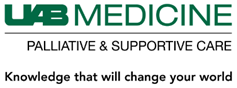 UAB MEDICINE
PALLIATIVE & SUPPORTIVE CARE
Knowledge that will change your world